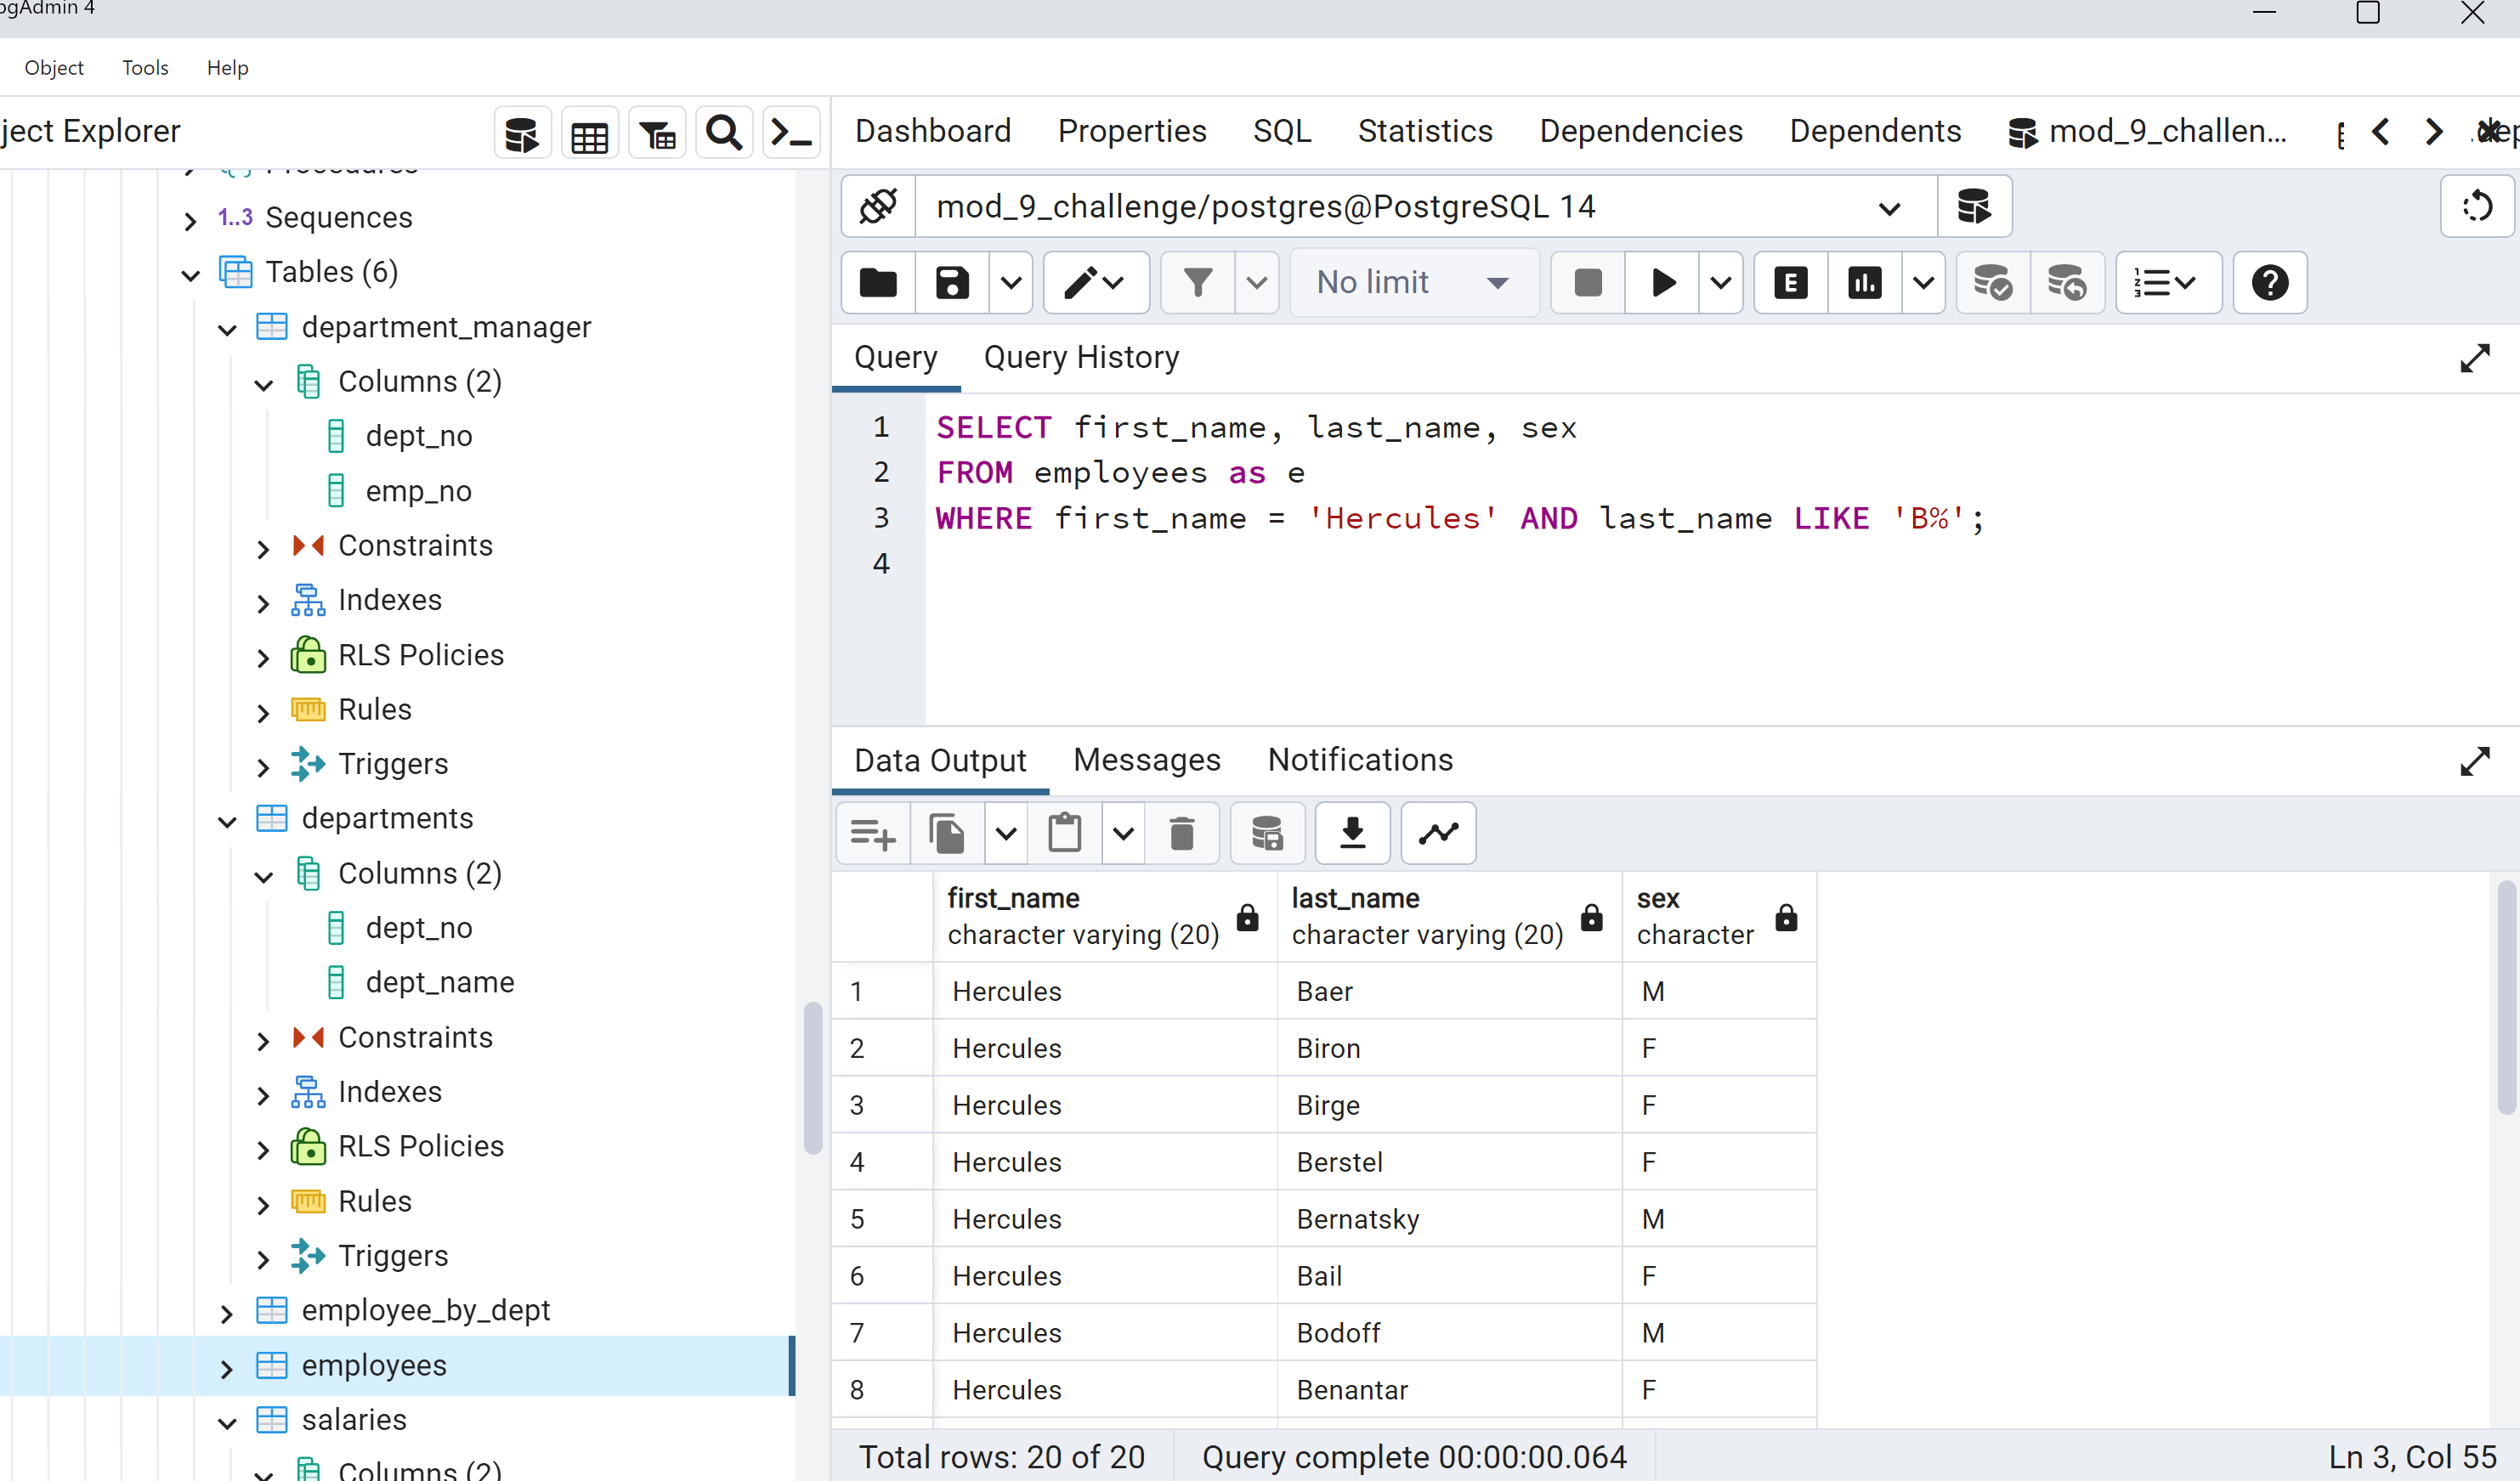 pgAdmin 4
Object Tools Help
ject Explorer
Procedures
1..3 Sequences
Tables (6)
department_manager
Columns (2)
dept_no
emp_no
Constraints
Indexes
RLS Policies
Rules
Triggers
departments
Columns (2)
dept_no
dept_name
Constraints
Indexes
RLS Policies
Rules
Triggers
employee_by_dept
employees
salaries
Columns (2)
Dashboard Properties SQL Statistics Dependencies Dependents mod_9_challen...
mod_9_challenge/postgres@PostgreSQL 14
No limit E
Query Query History
1 SELECT first_name, last_name, sex
2 FROM employees as e
3 WHERE first_name = 'Hercules' AND last_name LIKE 'B%';
4
Data Output Messages Notifications
first_name last_name sex
character varying (20) character varying (20) character
1 Hercules Baer M
2 Hercules Biron F
3 Hercules Birge F
4 Hercules Berstel F
5 Hercules Bernatsky M
6 Hercules Bail F
7 Hercules Bodoff M
8 Hercules Benantar F
Total rows: 20 of 20 Query complete 00:00:00.064 Ln 3, Col 55